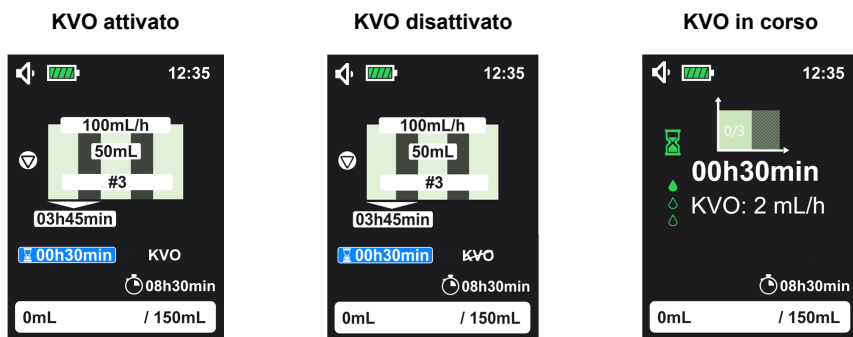 KVO attivato
KVO disattivato
KVO in corso
12:35
100mL/h
50mL
#3
03h45min
00h30min KVO
08h30min
0mL / 150mL
12:35
100mL/h
50mL
#3
03h45min
00h30min KVO
08h30min
0mL / 150mL
12:35
0/3
00h30min
KVO: 2 mL/h
08h30min
0mL / 150mL